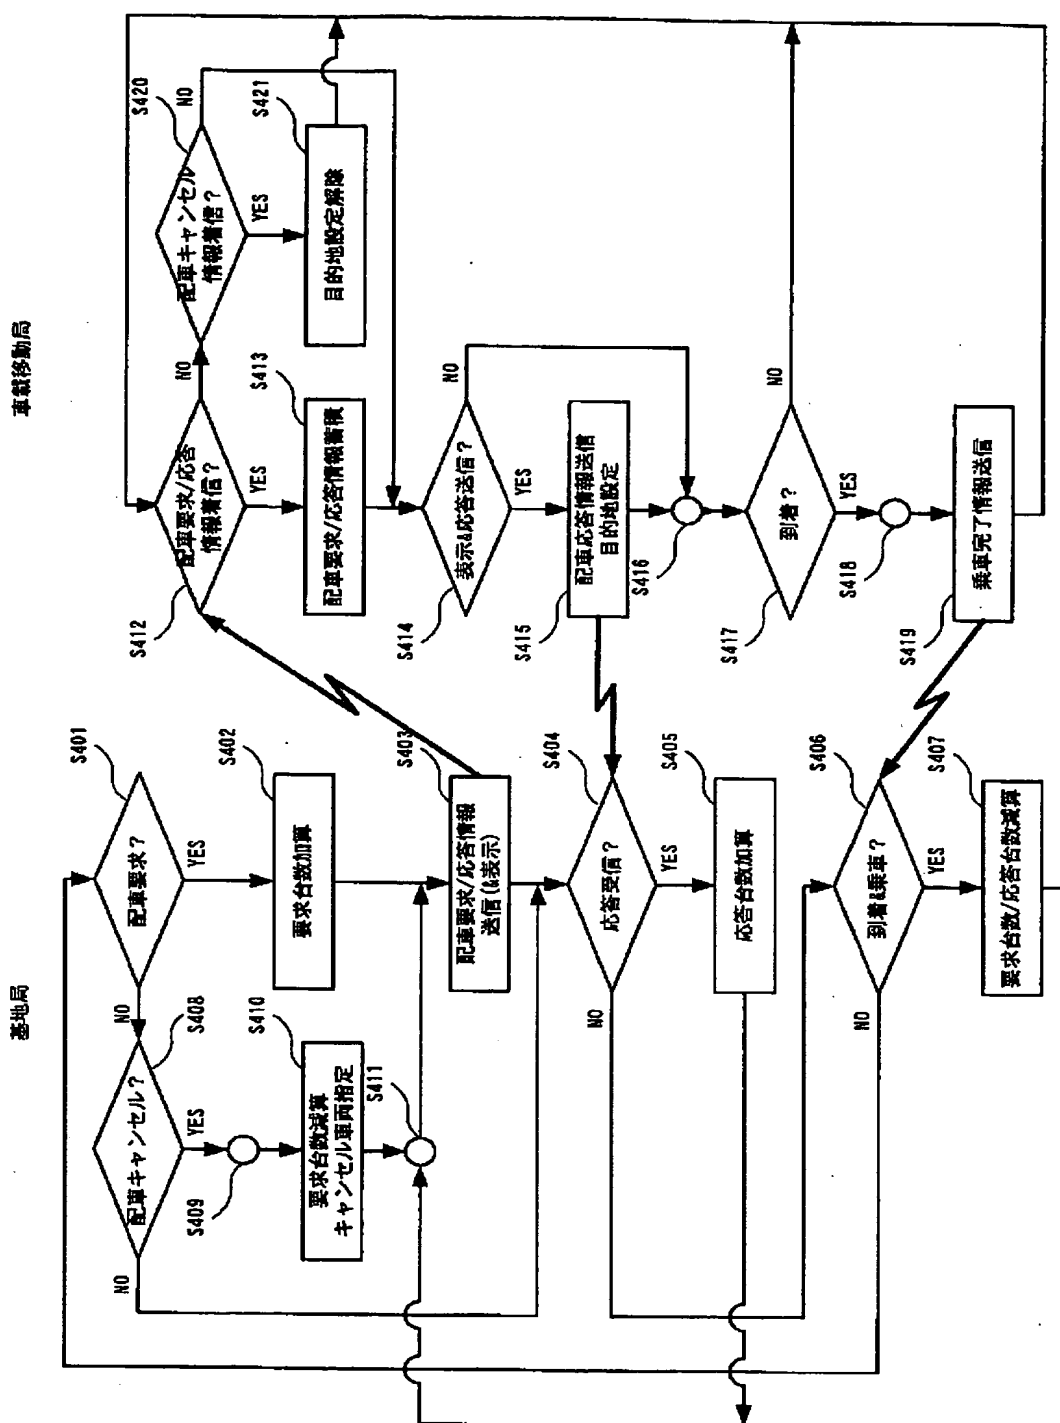 基地局
S401
配車要求?
YES
NO
S402
要求台数加算
S403
配車要求/応答情報
送信(&表示)
S404
応答受信?
YES
NO
S405
応答台数加算
S406
到着&乗車?
YES
NO
S407
要求台数/応答台数減算
S408
配車キャンセル?
YES
NO
S409
S410
要求台数減算
キャンセル車両指定
S411
車載移動局
S412
配車要求/応答
情報着信?
YES
NO
S413
配車要求/応答情報蓄積
S414
表示&応答送信?
YES
NO
S415
配車応答情報送信
目的地設定
S416
S417
到着?
YES
NO
S418
S419
乗車完了情報送信
S420
配車キャンセル
情報着信?
YES
NO
S421
目的地設定解除